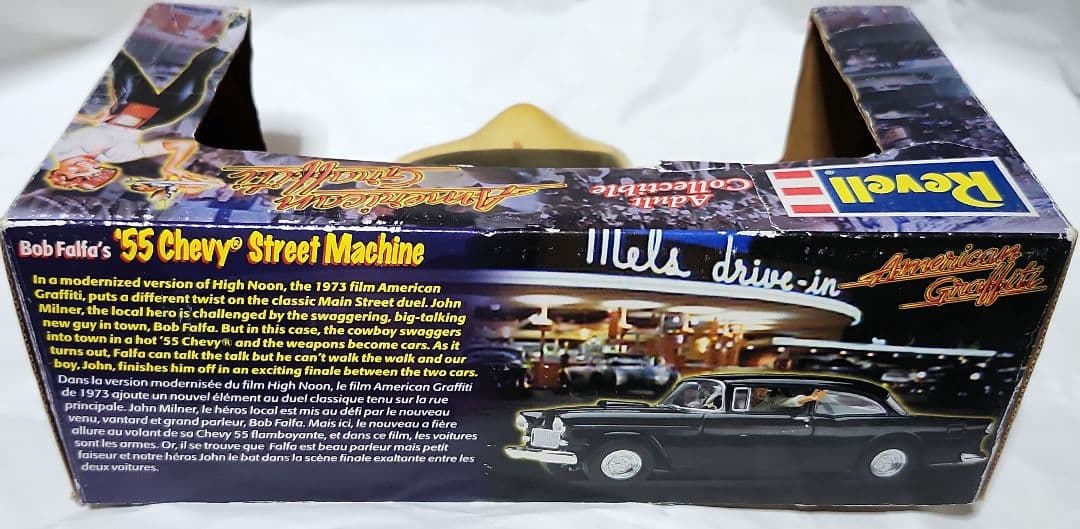 American
Graffiti
Adult
Collectible
Revell
Bob Falfa's '55 Chevy® Street Machine
In a modernized version of High Noon, the 1973 film American
Graffiti, puts a different twist on the classic Main Street duel. John
Milner, the local hero is challenged by the swaggering, big-talking
new guy in town, Bob Falfa. But in this case, the cowboy swaggers
into town in a hot '55 Chevy® and the weapons become cars. As it
turns out, Falfa can talk the talk but he can't walk the walk and our
boy, John, finishes him off in an exciting finale between the two cars.
Dans la version modernisée du film High Noon, le film American Graffiti
de 1973 ajoute un nouvel élément au duel classique tenu sur la rue
principale. John Milner, le héros local est mis au défi par le nouveau
venu, vantard et grand parleur, Bob Falfa. Mais ici, le nouveau a fière
allure au volant de sa Chevy 55 flamboyante, et dans ce film, les voitures
sont les armes. Or, il se trouve que Falfa est beau parleur mais petit
faiseur et notre héros John le bat dans la scène finale exaltante entre les
deux voitures.
Mels drive-in
American
Graffiti